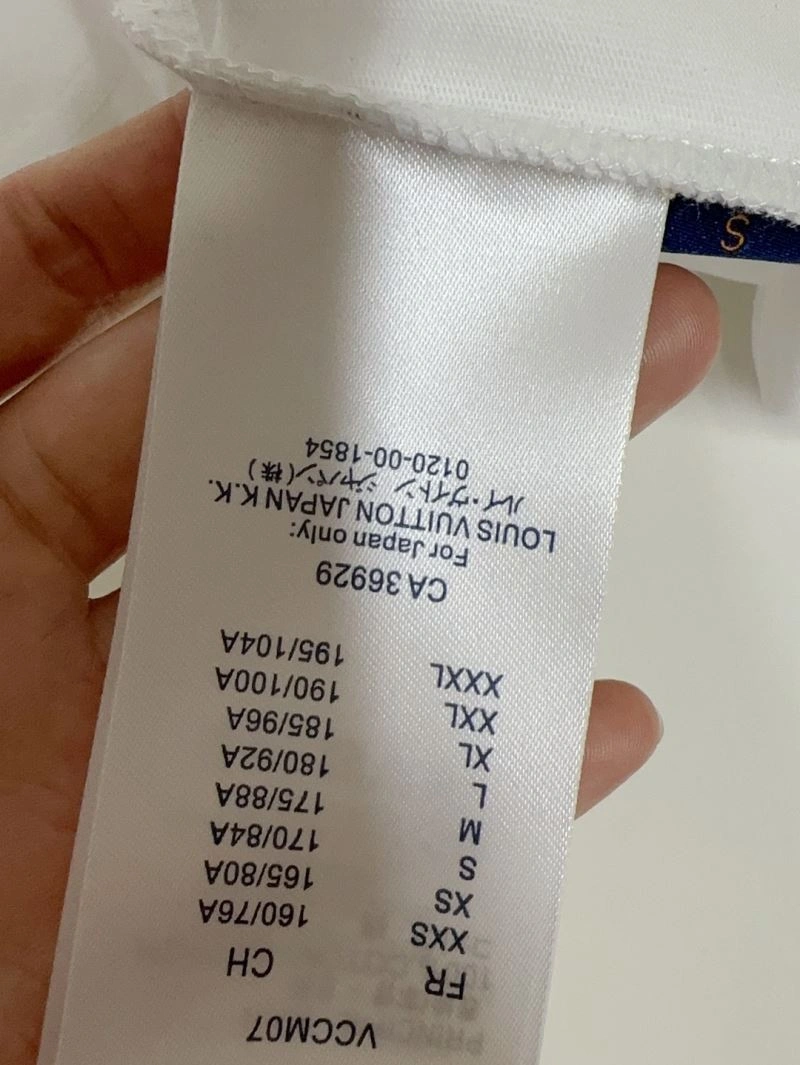 VCCM07
FR CH
XXS 160/76A
XS 165/80A
S 170/84A
M 175/88A
L 180/92A
XL 185/96A
XXL 190/100A
XXXL 195/104A
CA 36929
For Japan only:
LOUIS VUITTON JAPAN K.K.
ルイ・ヴィトン ジャパン(株)
0120-00-1854
S